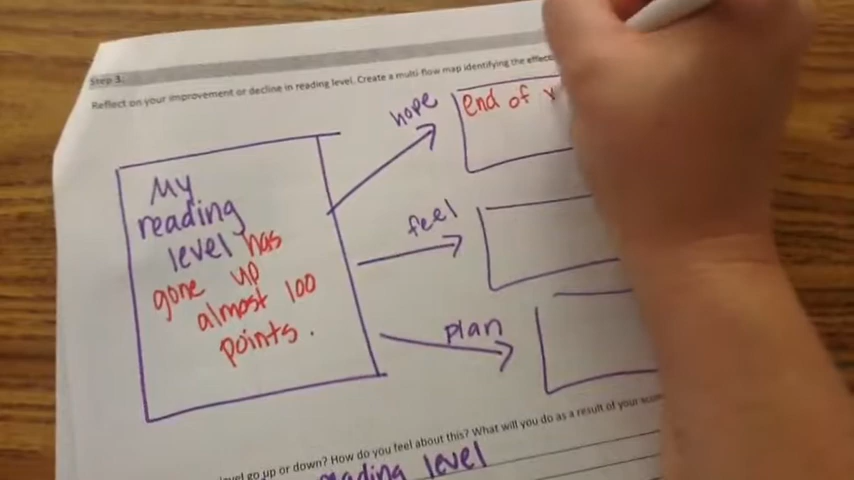 Step 3:
Reflect on your improvement or decline in reading level. Create a multi flow map identifying the effects
hope
end of
My
reading
level has
gone up
almost 100
points.
feel
plan
level go up or down? How do you feel about this? What will you do as a result of your
reading level